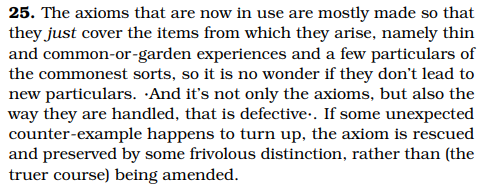 25. The axioms that are now in use are mostly made so that
they just cover the items from which they arise, namely thin
and common-or-garden experiences and a few particulars of
the commonest sorts, so it is no wonder if they don’t lead to
new particulars. ·And it’s not only the axioms, but also the
way they are handled, that is defective·. If some unexpected
counter-example happens to turn up, the axiom is rescued
and preserved by some frivolous distinction, rather than (the
truer course) being amended.